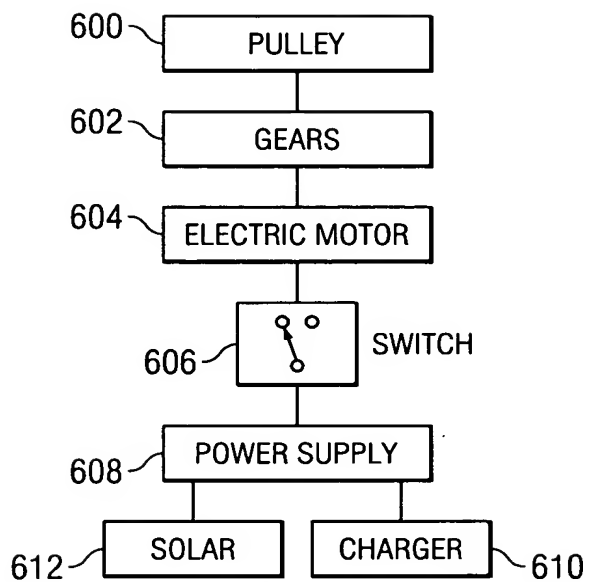 600
PULLEY
602
GEARS
604
ELECTRIC MOTOR
606
SWITCH
608
POWER SUPPLY
612
SOLAR
CHARGER
610